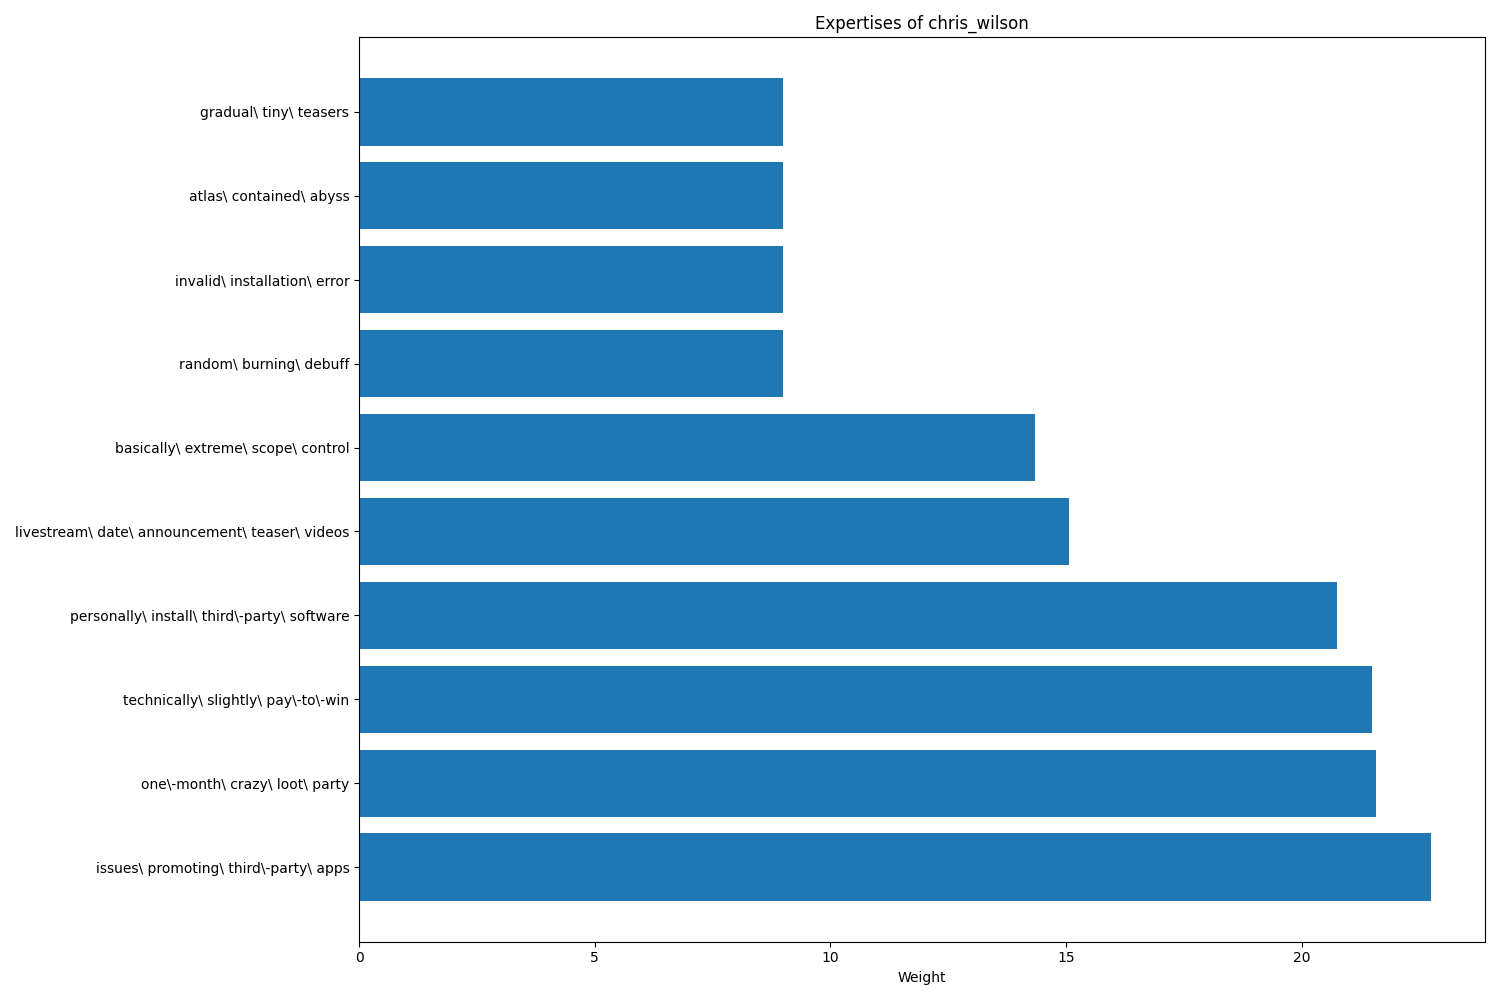 Expertises of chris_wilson
gradual\ tiny\ teasers
atlas\ contained\ abyss
invalid\ installation\ error
random\ burning\ debuff
basically\ extreme\ scope\ control
livestream\ date\ announcement\ teaser\ videos
personally\ install\ third\-party\ software
technically\ slightly\ pay\-to\-win
one\-month\ crazy\ loot\ party
issues\ promoting\ third\-party\ apps
0 5 10 15 20
Weight